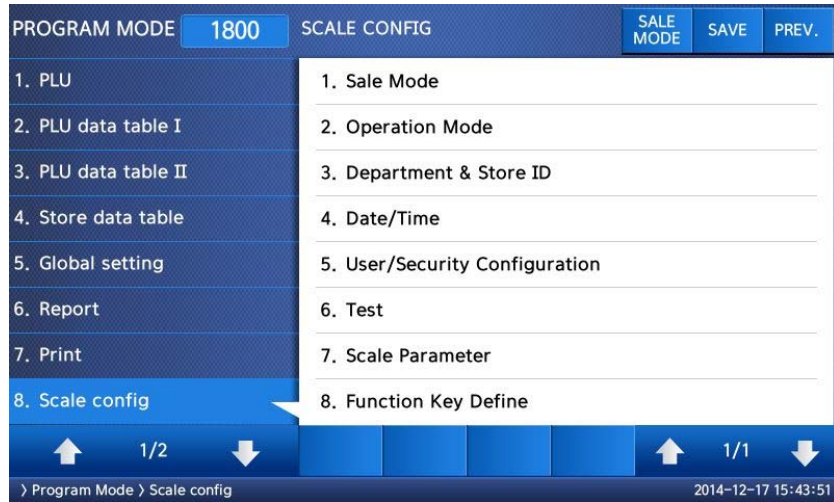 PROGRAM MODE 1800 SCALE CONFIG SALE MODE SAVE PREV.
1. PLU
2. PLU data table I
3. PLU data table II
4. Store data table
5. Global setting
6. Report
7. Print
8. Scale config
1. Sale Mode
2. Operation Mode
3. Department & Store ID
4. Date/Time
5. User/Security Configuration
6. Test
7. Scale Parameter
8. Function Key Define
1/2
1/1
> Program Mode > Scale config
2014-12-17 15:43:51